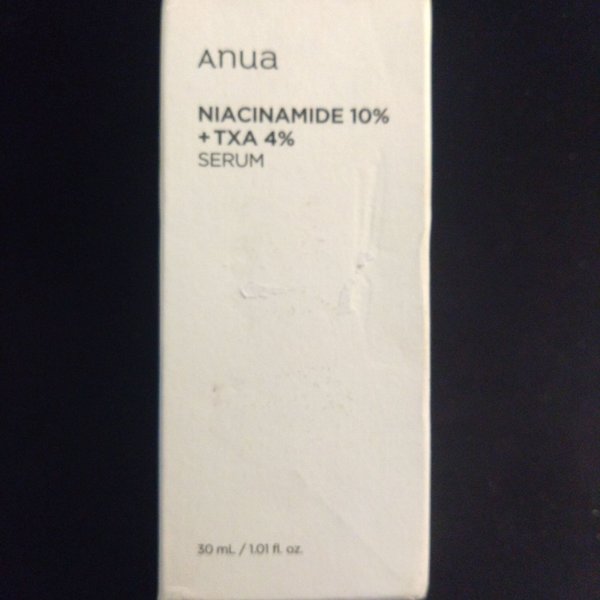 Anua
NIACINAMIDE 10%
+ TXA 4%
SERUM
30 mL / 1.01 fl. oz.